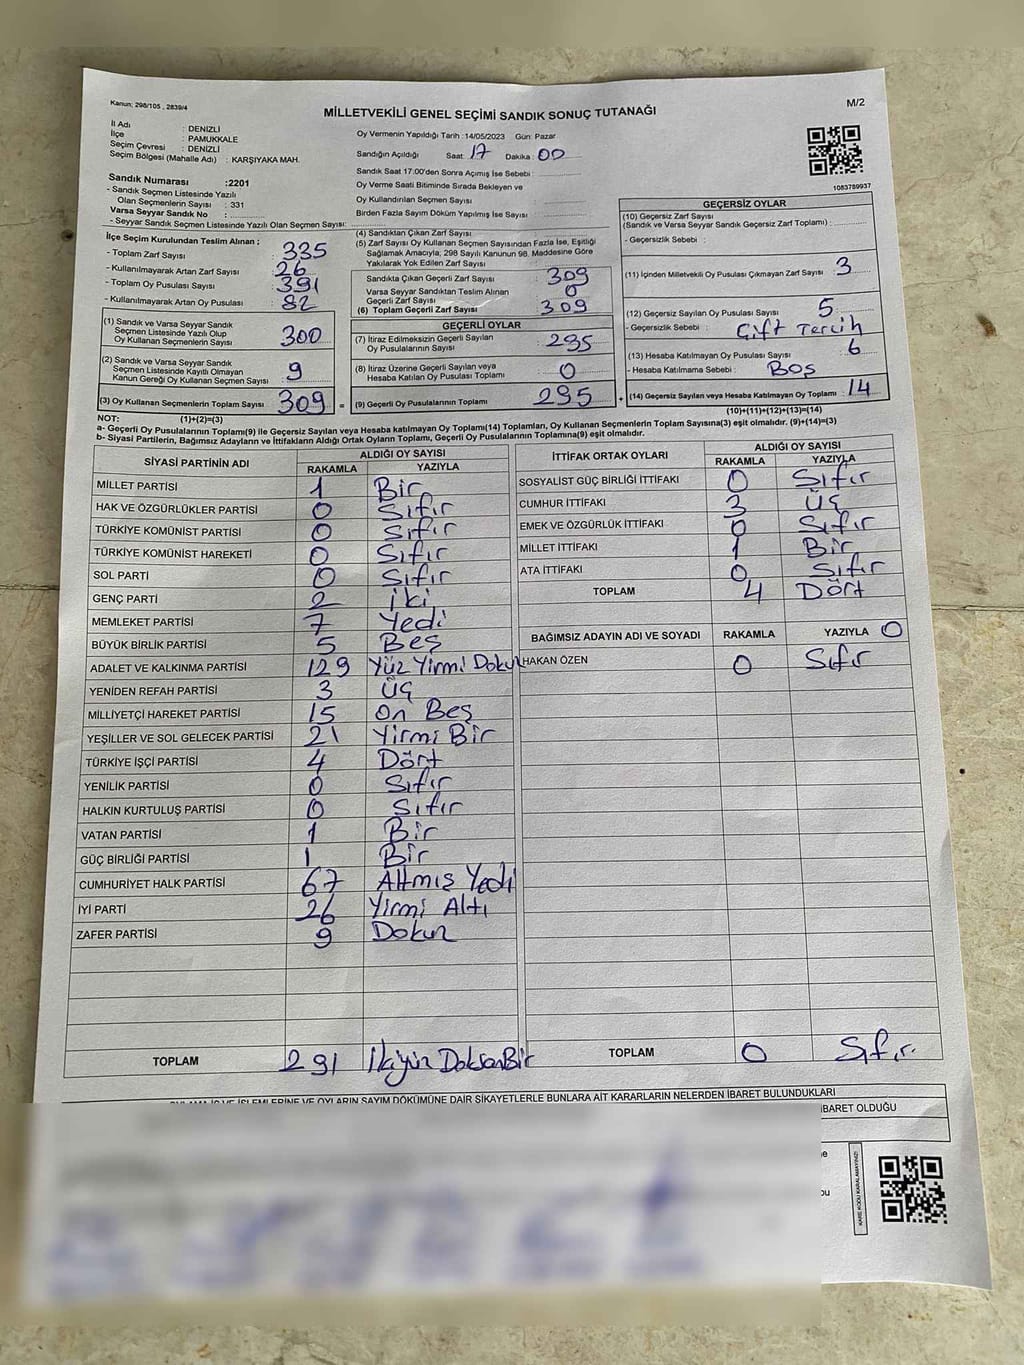 Kanun: 298/105 , 2839/4
MİLLETVEKİLİ GENEL SEÇİMİ SANDIK SONUÇ TUTANAĞI
M/2
İl Adı : DENİZLİ
İlçe : PAMUKKALE
Seçim Çevresi : DENİZLİ
Seçim Bölgesi (Mahalle Adı) : KARŞIYAKA MAH.
Oy Vermenin Yapıldığı Tarih :14/05/2023 Gün: Pazar
Sandığın Açıldığı Saat: 17 Dakika: 00
Sandık Saat 17:00'den Sonra Açımış İse Sebebi :
Oy Verme Saati Bitiminde Sırada Bekleyen ve
Oy Kullandırılan Seçmen Sayısı :
Birden Fazla Sayım Döküm Yapılmış İse Sayısı :
1083789937
Sandık Numarası :2201
- Sandık Seçmen Listesinde Yazılı
Olan Seçmenlerin Sayısı : 331
Varsa Seyyar Sandık No :
- Seyyar Sandık Seçmen Listesinde Yazılı Olan Seçmen Sayısı:
İlçe Seçim Kurulundan Teslim Alınan ;
- Toplam Zarf Sayısı : 335
- Kullanılmayarak Artan Zarf Sayısı : 26
- Toplam Oy Pusulası Sayısı : 391
- Kullanılmayarak Artan Oy Pusulası : 82
(1) Sandık ve Varsa Seyyar Sandık
Seçmen Listesinde Yazılı Olup
Oy Kullanan Seçmenlerin Sayısı : 300
(2) Sandık ve Varsa Seyyar Sandık
Seçmen Listesinde Kayıtlı Olmayan
Kanun Gereği Oy Kullanan Seçmen Sayısı : 9
(3) Oy Kullanan Seçmenlerin Toplam Sayısı : 309 =
(4) Sandıktan Çıkan Zarf Sayısı :
(5) Zarf Sayısı Oy Kullanan Seçmen Sayısından Fazla İse, Eşitliği
Sağlamak Amacıyla, 298 Sayılı Kanunun 98. Maddesine Göre
Yakılarak Yok Edilen Zarf Sayısı :
Sandıkta Çıkan Geçerli Zarf Sayısı : 309
Varsa Seyyar Sandıktan Teslim Alınan
Geçerli Zarf Sayısı : 0
(6) Toplam Geçerli Zarf Sayısı : 309
GEÇERLİ OYLAR
(7) İtiraz Edilmeksizin Geçerli Sayılan
Oy Pusulalarının Sayısı : 295
(8) İtiraz Üzerine Geçerli Sayılan veya
Hesaba Katılan Oy Pusulası Toplamı : 0
(9) Geçerli Oy Pusulalarının Toplamı : 295 +
GEÇERSİZ OYLAR
(10) Geçersiz Zarf Sayısı
(Sandık ve Varsa Seyyar Sandık Geçersiz Zarf Toplamı) :
- Geçersizlik Sebebi :
(11) İçinden Milletvekili Oy Pusulası Çıkmayan Zarf Sayısı : 3
(12) Geçersiz Sayılan Oy Pusulası Sayısı : 5
- Geçersizlik Sebebi : Çift Tercih
(13) Hesaba Katılmayan Oy Pusulası Sayısı : 6
- Hesaba Katılmama Sebebi : Boş
(14) Geçersiz Sayılan veya Hesaba Katılmayan Oy Toplamı : 14
NOT: (1)+(2)=(3)
(10)+(11)+(12)+(13)=(14)
a- Geçerli Oy Pusulalarının Toplamı(9) ile Geçersiz Sayılan veya Hesaba katılmayan Oy Toplamı(14) Toplamları, Oy Kullanan Seçmenlerin Toplam Sayısına(3) eşit olmalıdır. (9)+(14)=(3)
b- Siyasi Partilerin, Bağımsız Adayların ve İttifakların Aldığı Ortak Oyların Toplamı, Geçerli Oy Pusulalarının Toplamına(9) eşit olmalıdır.
SİYASİ PARTİNİN ADI ALDIĞI OY SAYISI
RAKAMLA YAZIYLA
MİLLET PARTİSİ 1 Bir
HAK VE ÖZGÜRLÜKLER PARTİSİ 0 Sıfır
TÜRKİYE KOMÜNİST PARTİSİ 0 Sıfır
TÜRKİYE KOMÜNİST HAREKETİ 0 Sıfır
SOL PARTİ 0 Sıfır
GENÇ PARTİ 2 İki
MEMLEKET PARTİSİ 7 Yedi
BÜYÜK BİRLİK PARTİSİ 5 Beş
ADALET VE KALKINMA PARTİSİ 129 Yüz Yirmi Dokuz
YENİDEN REFAH PARTİSİ 3 Üç
MİLLİYETÇİ HAREKET PARTİSİ 15 On Beş
YEŞİLLER VE SOL GELECEK PARTİSİ 21 Yirmi Bir
TÜRKİYE İŞÇİ PARTİSİ 4 Dört
YENİLİK PARTİSİ 0 Sıfır
HALKIN KURTULUŞ PARTİSİ 0 Sıfır
VATAN PARTİSİ 1 Bir
GÜÇ BİRLİĞİ PARTİSİ 1 Bir
CUMHURİYET HALK PARTİSİ 67 Altmış Yedi
İYİ PARTİ 26 Yirmi Altı
ZAFER PARTİSİ 9 Dokuz
TOPLAM 291 İkiyüz Doksan Bir
İTTİFAK ORTAK OYLARI ALDIĞI OY SAYISI
RAKAMLA YAZIYLA
SOSYALİST GÜÇ BİRLİĞİ İTTİFAKI 0 Sıfır
CUMHUR İTTİFAKI 3 Üç
EMEK VE ÖZGÜRLÜK İTTİFAKI 0 Sıfır
MİLLET İTTİFAKI 1 Bir
ATA İTTİFAKI 0 Sıfır
TOPLAM 4 Dört
BAĞIMSIZ ADAYIN ADI VE SOYADI RAKAMLA YAZIYLA 0
HAKAN ÖZEN 0 Sıfır
TOPLAM 0 Sıfır.
OYLAMA İŞ VE İŞLEMLERİNE VE OYLARIN SAYIM DÖKÜMÜNE DAİR ŞİKAYETLERLE BUNLARA AİT KARARLARIN NELERDEN İBARET BULUNDUKLARI
İBARET OLDUĞU
KARE KODU KARALAMAYINIZ!